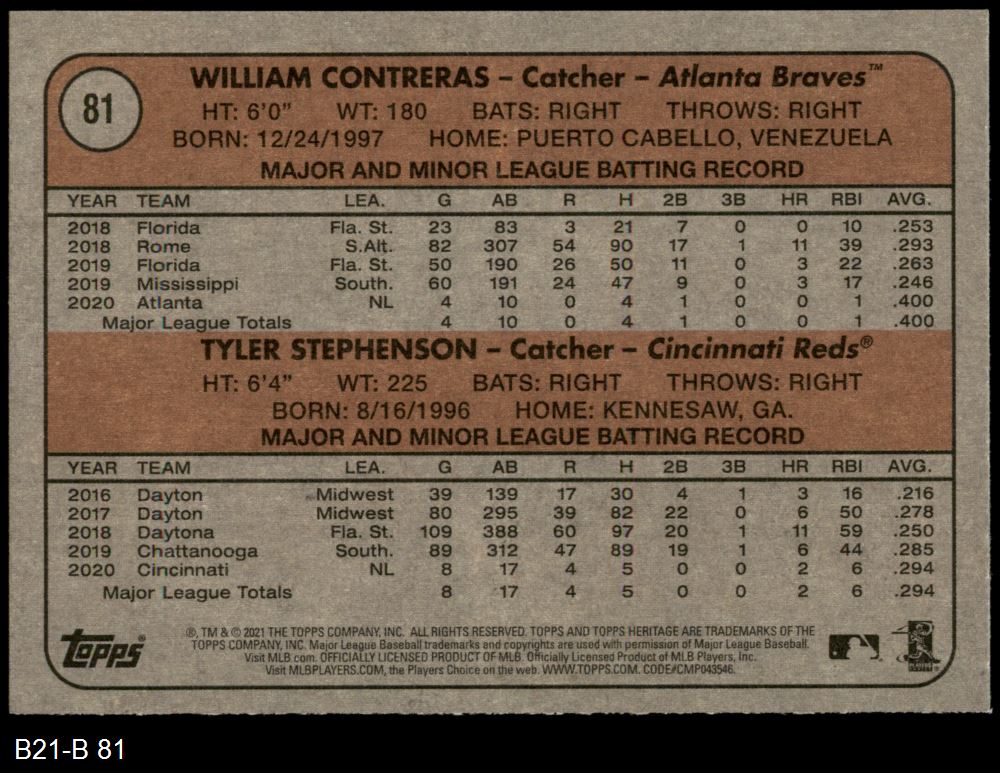 81
WILLIAM CONTRERAS – Catcher – Atlanta Braves™
HT: 6'0" WT: 180 BATS: RIGHT THROWS: RIGHT
BORN: 12/24/1997 HOME: PUERTO CABELLO, VENEZUELA
MAJOR AND MINOR LEAGUE BATTING RECORD
YEAR TEAM LEA. G AB R H 2B 3B HR RBI AVG.
2018 Florida Fla. St. 23 83 3 21 7 0 0 10 .253
2018 Rome S.Alt. 82 307 54 90 17 1 11 39 .293
2019 Florida Fla. St. 50 190 26 50 11 0 3 22 .263
2019 Mississippi South. 60 191 24 47 9 0 3 17 .246
2020 Atlanta NL 4 10 0 4 1 0 0 1 .400
Major League Totals 4 10 0 4 1 0 0 1 .400
TYLER STEPHENSON – Catcher – Cincinnati Reds®
HT: 6'4" WT: 225 BATS: RIGHT THROWS: RIGHT
BORN: 8/16/1996 HOME: KENNESAW, GA.
MAJOR AND MINOR LEAGUE BATTING RECORD
YEAR TEAM LEA. G AB R H 2B 3B HR RBI AVG.
2016 Dayton Midwest 39 139 17 30 4 1 3 16 .216
2017 Dayton Midwest 80 295 39 82 22 0 6 50 .278
2018 Daytona Fla. St. 109 388 60 97 20 1 11 59 .250
2019 Chattanooga South. 89 312 47 89 19 1 6 44 .285
2020 Cincinnati NL 8 17 4 5 0 0 2 6 .294
Major League Totals 8 17 4 5 0 0 2 6 .294
topps®
®, TM & © 2021 THE TOPPS COMPANY, INC. ALL RIGHTS RESERVED. TOPPS AND TOPPS HERITAGE ARE TRADEMARKS OF THE
TOPPS COMPANY, INC. Major League Baseball trademarks and copyrights are used with permission of Major League Baseball.
Visit MLB.com. OFFICIALLY LICENSED PRODUCT OF MLB. Officially Licensed Product of MLB Players, Inc.
Visit MLBPLAYERS.COM, the Players Choice on the web. WWW.TOPPS.COM. CODE#CMP043546.
B21-B 81